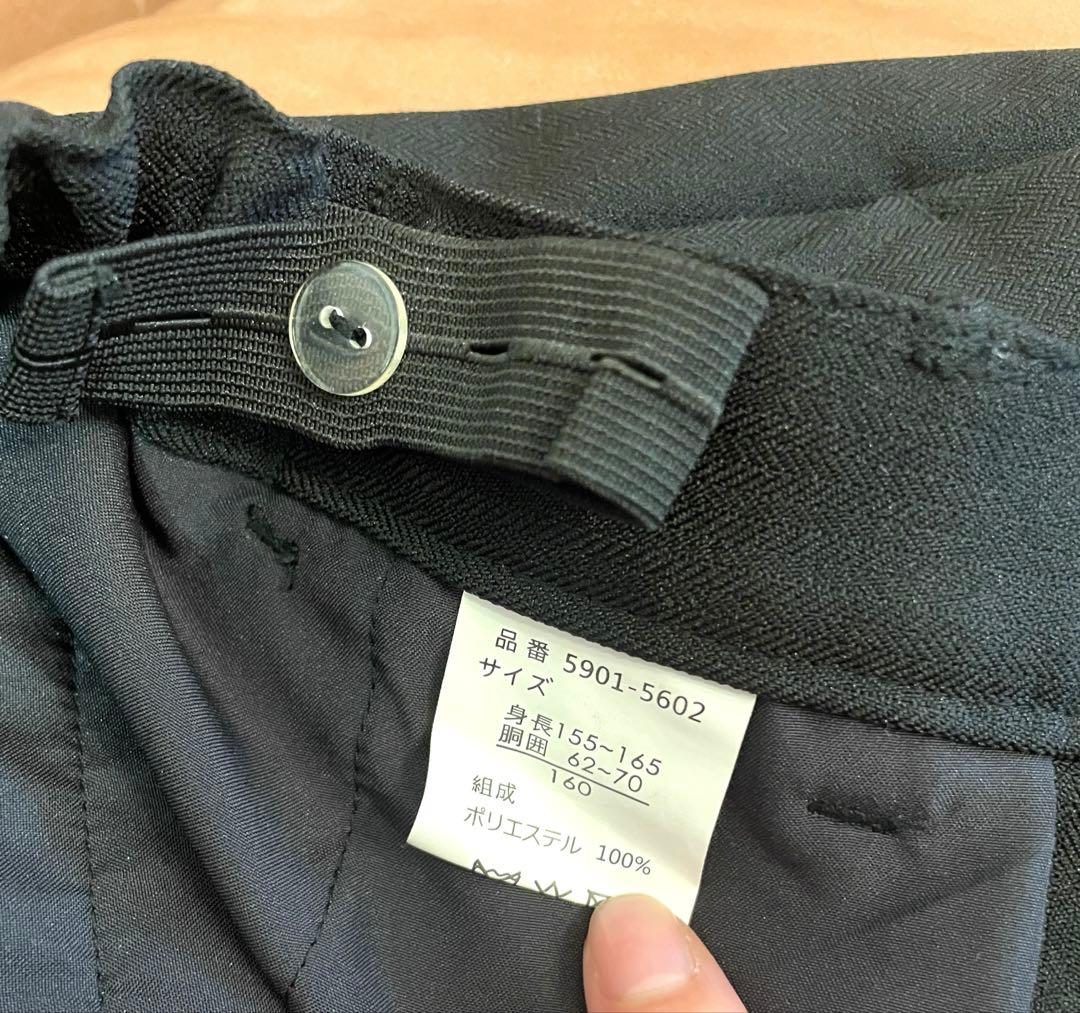 品番 5901-5602
サイズ
身長155~165
胴囲 62~70
160
組成
ポリエステル 100%